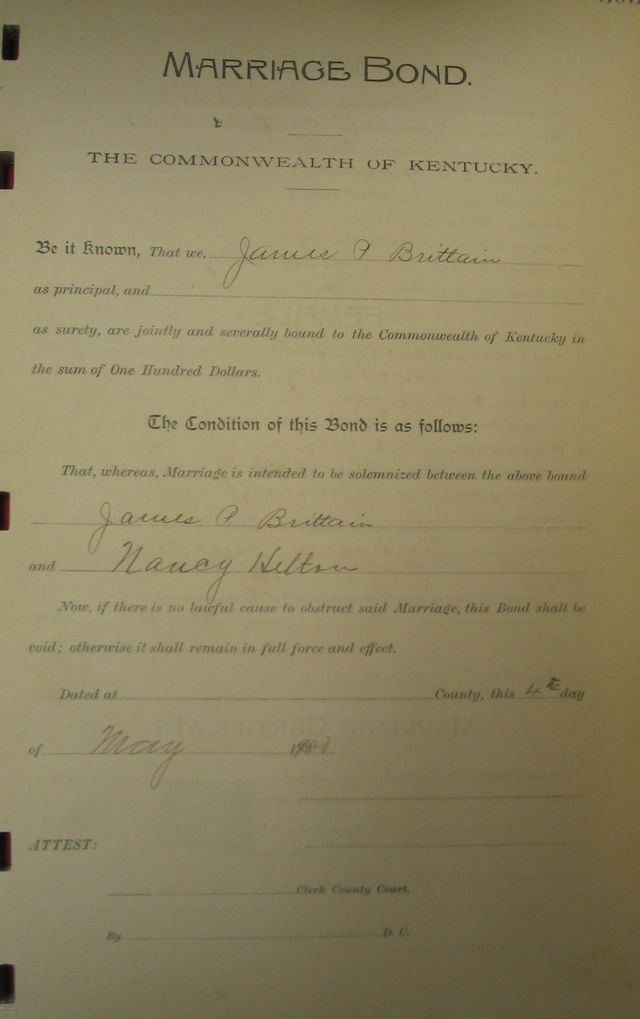 MARRIAGE BOND.
THE COMMONWEALTH OF KENTUCKY.
Be it Known, That we, James P Brittain
as principal, and
as surety, are jointly and severally bound to the Commonwealth of Kentucky in
the sum of One Hundred Dollars.
The Condition of this Bond is as follows:
That, whereas, Marriage is intended to be solemnized between the above bound
James P Brittain
and Nancy Helton
Now, if there is no lawful cause to obstruct said Marriage, this Bond shall be
void; otherwise it shall remain in full force and effect.
Dated at County, this 4th day
of May
ATTEST:
Clerk County Court.
By D. C.